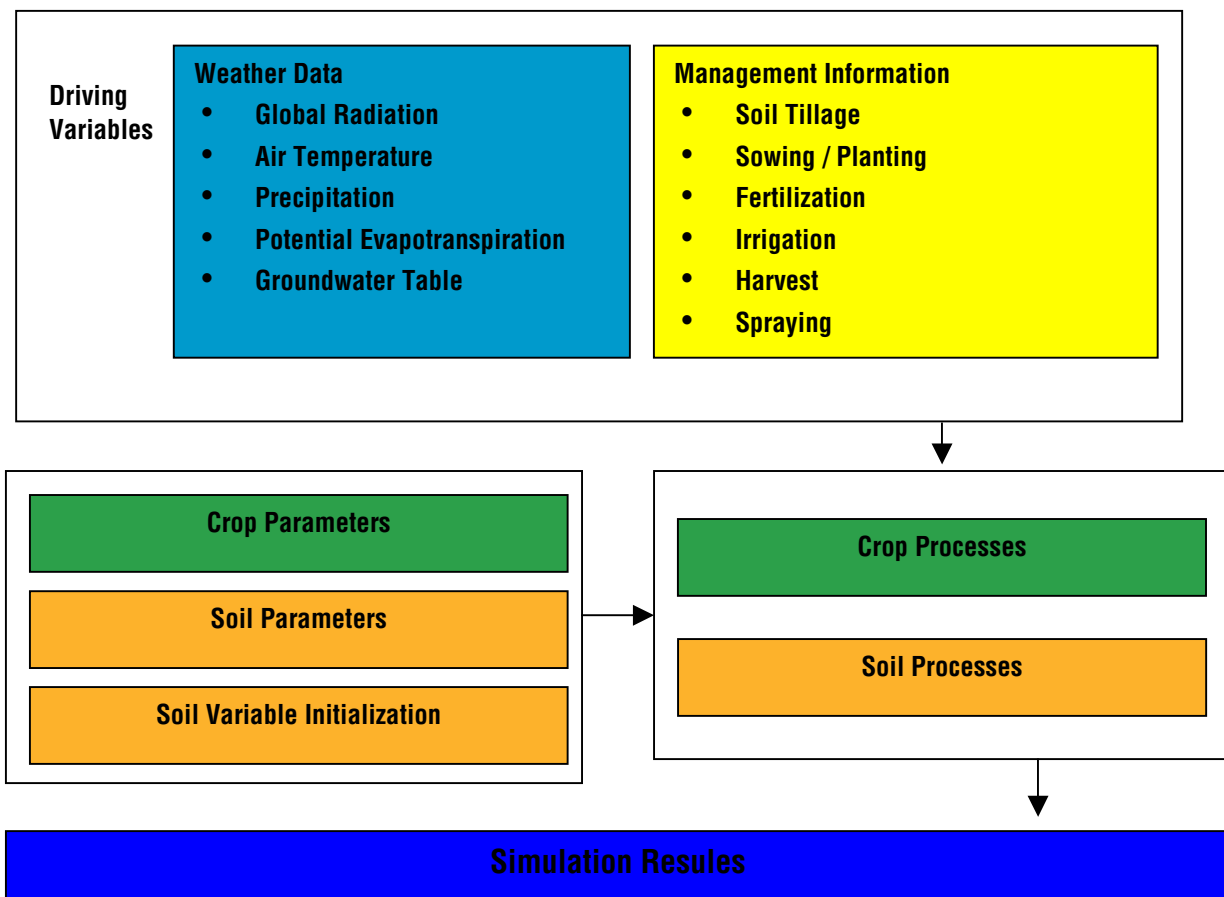 Driving
Variables
Weather Data
• Global Radiation
• Air Temperature
• Precipitation
• Potential Evapotranspiration
• Groundwater Table
Management Information
• Soil Tillage
• Sowing / Planting
• Fertilization
• Irrigation
• Harvest
• Spraying
Crop Parameters
Soil Parameters
Soil Variable Initialization
Crop Processes
Soil Processes
Simulation Resules